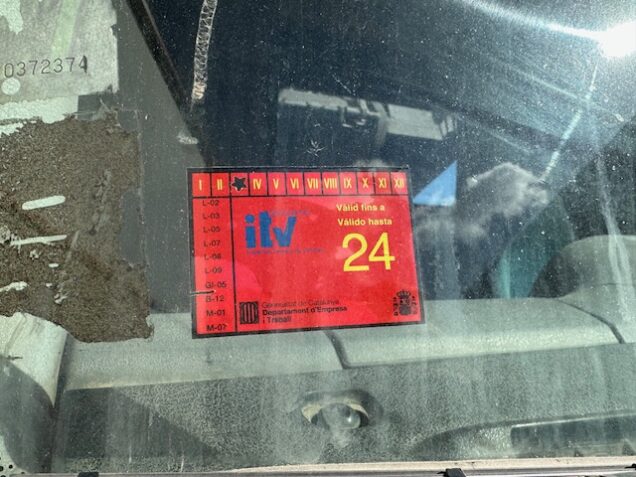 0372374
I II IV V VI VII VIII IX X XI XII
L-02
L-03
L-05
L-07
L-08
L-09
GI-05
B-12
M-01
M-07
itv
Vàlid fins a
Válido hasta
24
Generalitat de Catalunya
Departament d'Empresa
i Treball